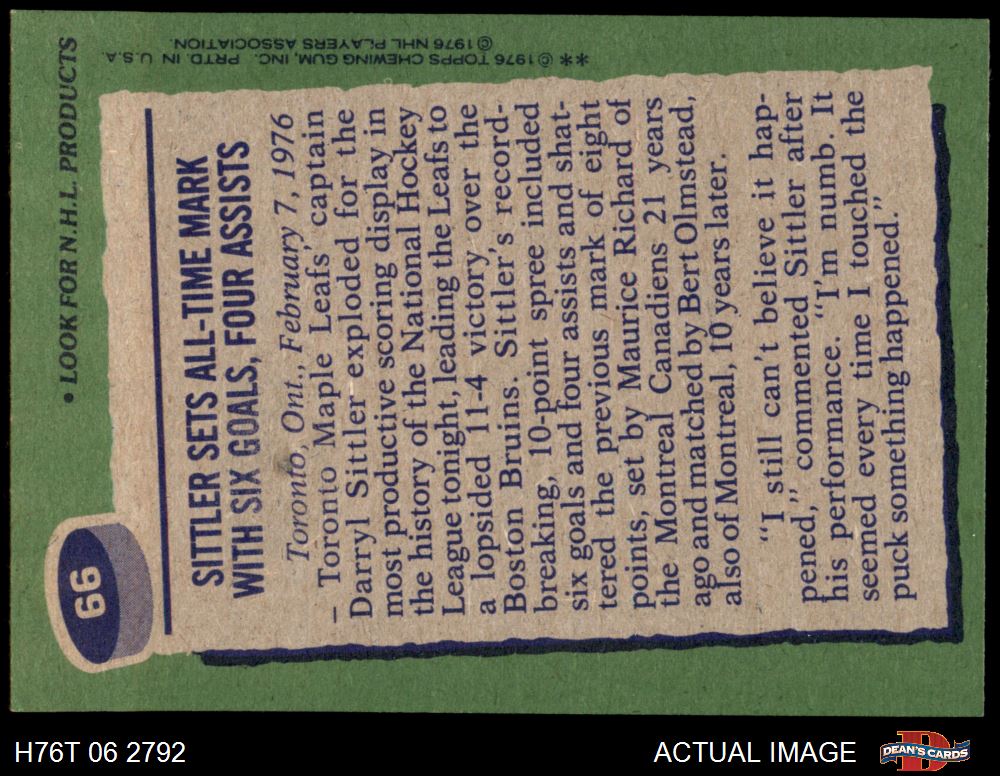 66
• LOOK FOR N.H.L. PRODUCTS
SITTLER SETS ALL-TIME MARK
WITH SIX GOALS, FOUR ASSISTS
Toronto, Ont., February 7, 1976
– Toronto Maple Leafs' captain
Darryl Sittler exploded for the
most productive scoring display in
the history of the National Hockey
League tonight, leading the Leafs to
a lopsided 11-4 victory over the
Boston Bruins. Sittler's record-
breaking, 10-point spree included
six goals and four assists and shat-
tered the previous mark of eight
points, set by Maurice Richard of
the Montreal Canadiens 21 years
ago and matched by Bert Olmstead,
also of Montreal, 10 years later.
"I still can't believe it hap-
pened," commented Sittler after
his performance. "I'm numb. It
seemed every time I touched the
puck something happened."
**©1976 TOPPS CHEWING GUM, INC. PRTD. IN U.S.A.
©1976 NHL PLAYERS ASSOCIATION.
H76T 06 2792
ACTUAL IMAGE
DEAN'S CARDS